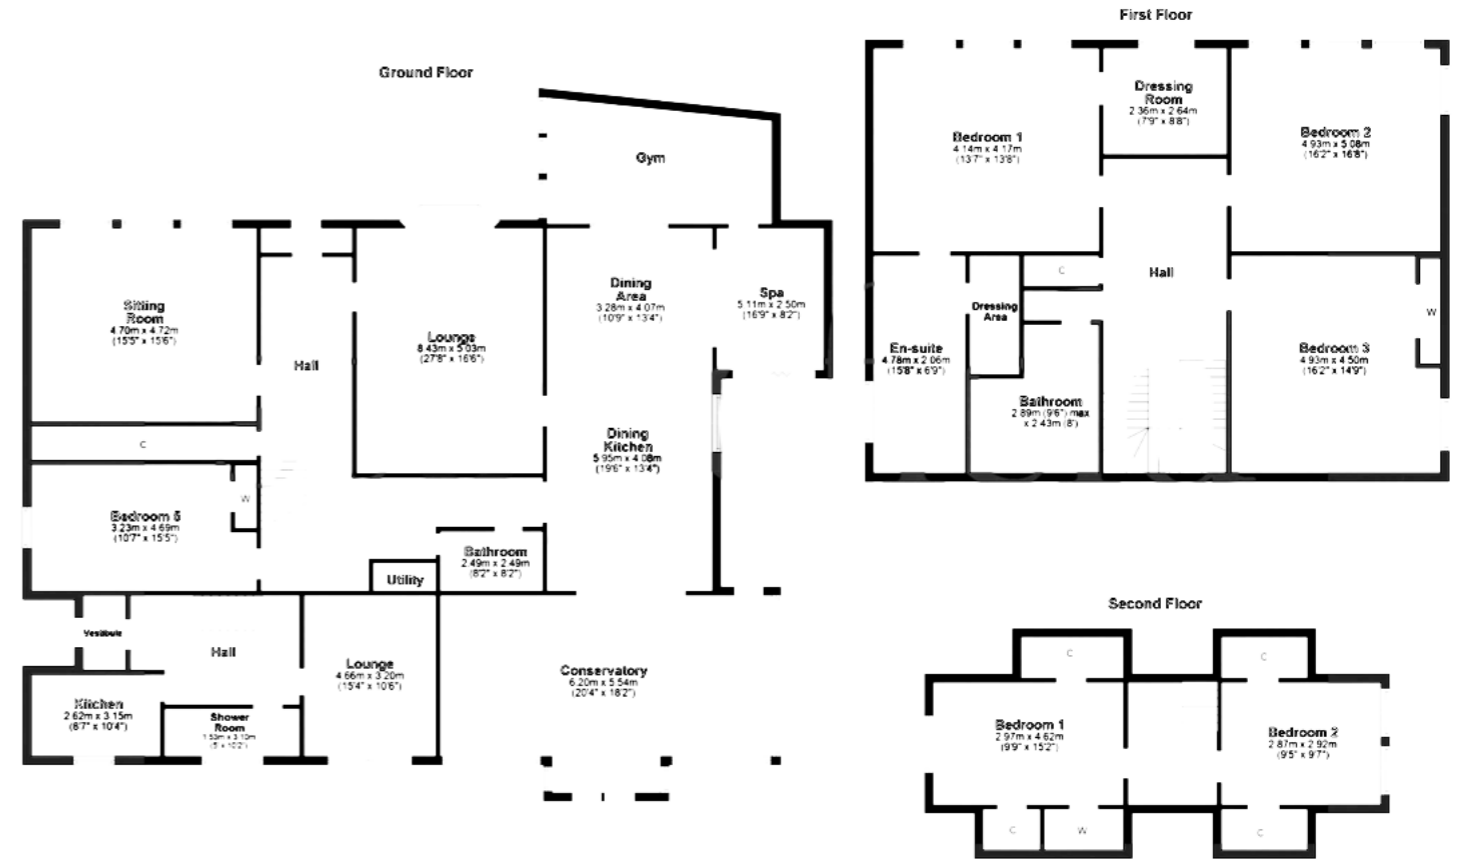 Ground Floor
Gym
Sitting
Room
4.70m x 4.72m
(15'5" x 15'6")
Hall
Lounge
8.43m x 5.03m
(27'8" x 16'6")
Dining
Area
3.28m x 4.07m
(10'9" x 13'4")
Spa
5.11m x 2.50m
(16'9" x 8'2")
C
Dining
Kitchen
5.95m x 4.08m
(19'6" x 13'4")
W
Bedroom 5
3.23m x 4.69m
(10'7" x 15'5")
Bathroom
2.49m x 2.49m
(8'2" x 8'2")
Utility
Vestibule
Hall
Lounge
4.66m x 3.20m
(15'4" x 10'6")
Conservatory
6.20m x 5.54m
(20'4" x 18'2")
Kitchen
2.62m x 3.15m
(8'7" x 10'4")
Shower
Room
1.53m x 3.10m
(5' x 10'2")
First Floor
Bedroom 1
4.14m x 4.17m
(13'7" x 13'8")
Dressing
Room
2.36m x 2.64m
(7'9" x 8'8")
Bedroom 2
4.93m x 5.08m
(16'2" x 16'8")
C
Hall
Dressing
Area
W
En-suite
4.78m x 2.06m
(15'8" x 6'9")
Bedroom 3
4.93m x 4.50m
(16'2" x 14'9")
Bathroom
2.89m (9'6") max
x 2.43m (8')
Second Floor
C
C
Bedroom 1
2.97m x 4.62m
(9'9" x 15'2")
Bedroom 2
2.87m x 2.92m
(9'5" x 9'7")
C
W
C